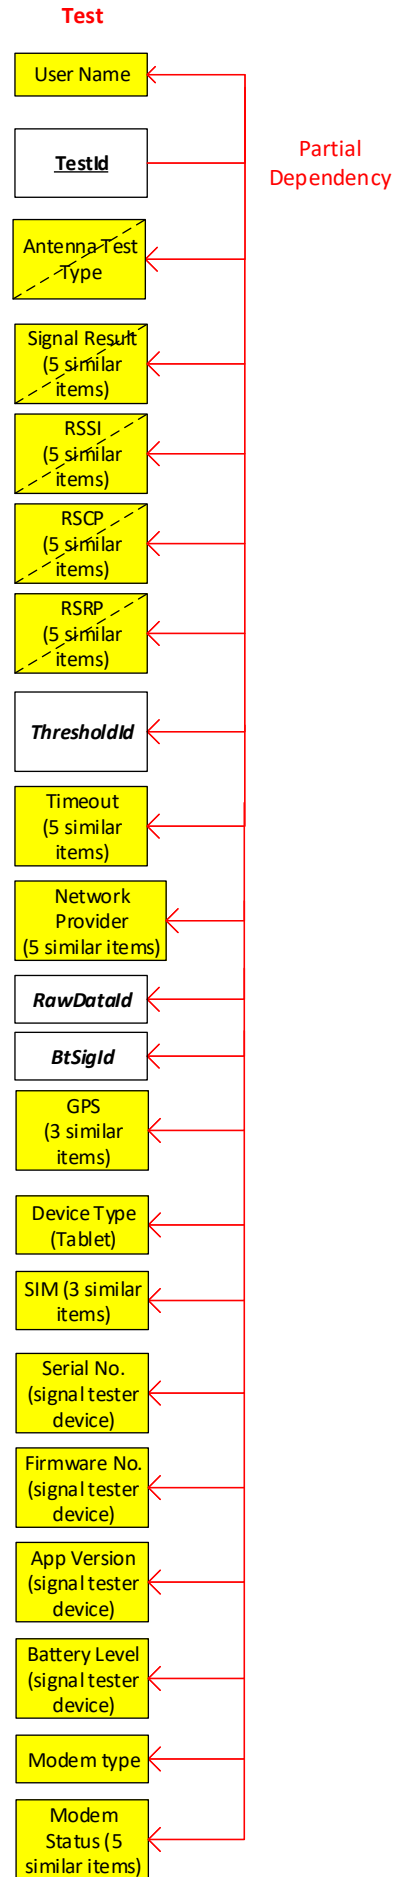 Test
User Name
TestId
Partial
Dependency
Antenna Test
Type
Signal Result
(5 similar
items)
RSSI
(5 similar
items)
RSCP
(5 similar
items)
RSRP
(5 similar
items)
ThresholdId
Timeout
(5 similar
items)
Network
Provider
(5 similar items)
RawDataId
BtSigId
GPS
(3 similar
items)
Device Type
(Tablet)
SIM (3 similar
items)
Serial No.
(signal tester
device)
Firmware No.
(signal tester
device)
App Version
(signal tester
device)
Battery Level
(signal tester
device)
Modem type
Modem
Status (5
similar items)